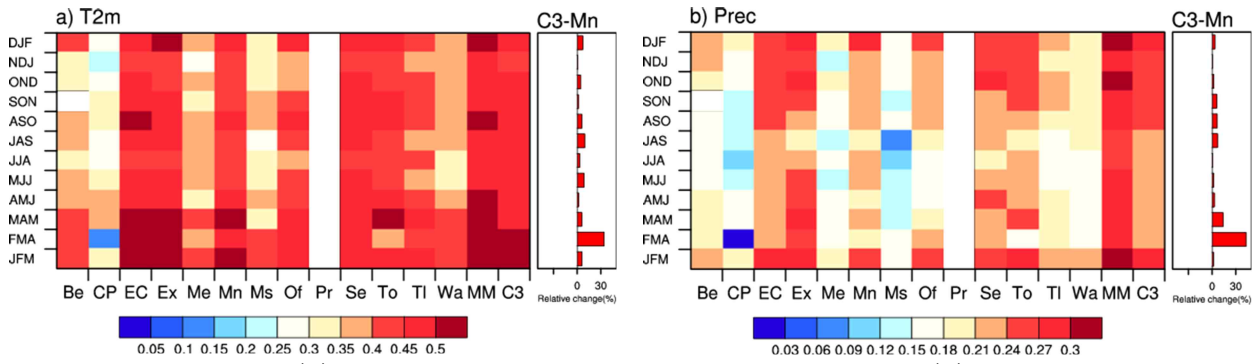 a) T2m
C3-Mn
DJF
NDJ
OND
SON
ASO
JAS
JJA
MJJ
AMJ
MAM
FMA
JFM
Be CP EC Ex Me Mn Ms Of Pr Se To Tl Wa MM C3
0 30
Relative change(%)
0.05 0.1 0.15 0.2 0.25 0.3 0.35 0.4 0.45 0.5
b) Prec
C3-Mn
DJF
NDJ
OND
SON
ASO
JAS
JJA
MJJ
AMJ
MAM
FMA
JFM
Be CP EC Ex Me Mn Ms Of Pr Se To Tl Wa MM C3
0 30
Relative change(%)
0.03 0.06 0.09 0.12 0.15 0.18 0.21 0.24 0.27 0.3